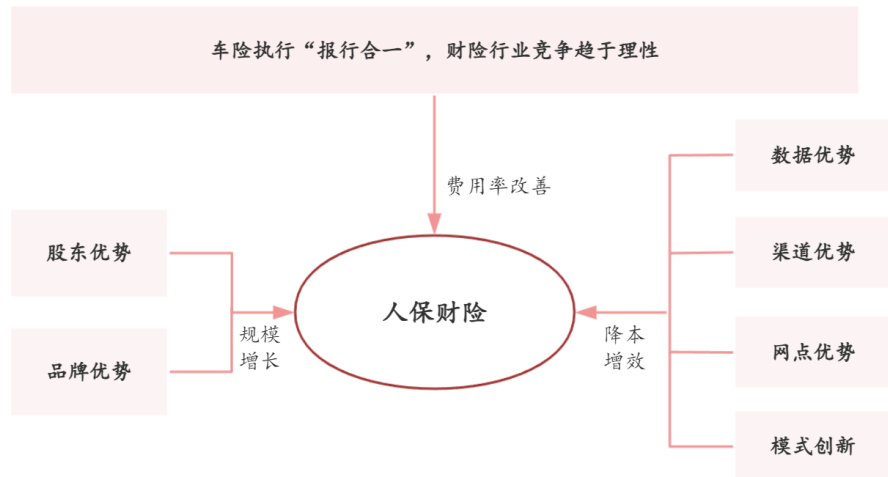 车险执行“报行合一”，财险行业竞争趋于理性
费用率改善
股东优势
品牌优势
规模
增长
人保财险
降本
增效
数据优势
渠道优势
网点优势
模式创新